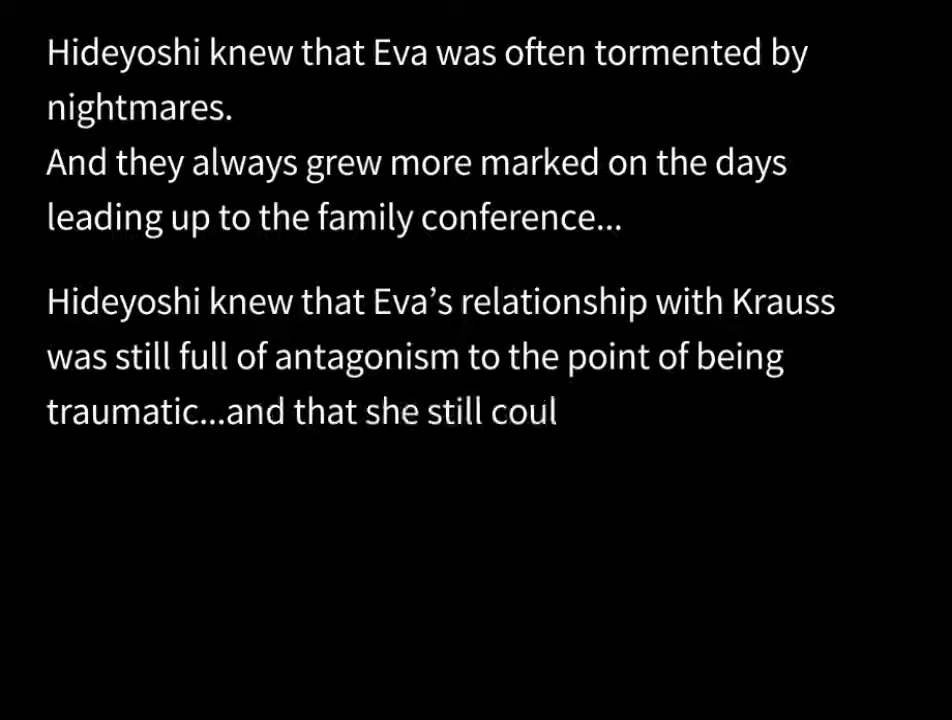 Hideyoshi knew that Eva was often tormented by
nightmares.
And they always grew more marked on the days
leading up to the family conference...
Hideyoshi knew that Eva’s relationship with Krauss
was still full of antagonism to the point of being
traumatic...and that she still coul